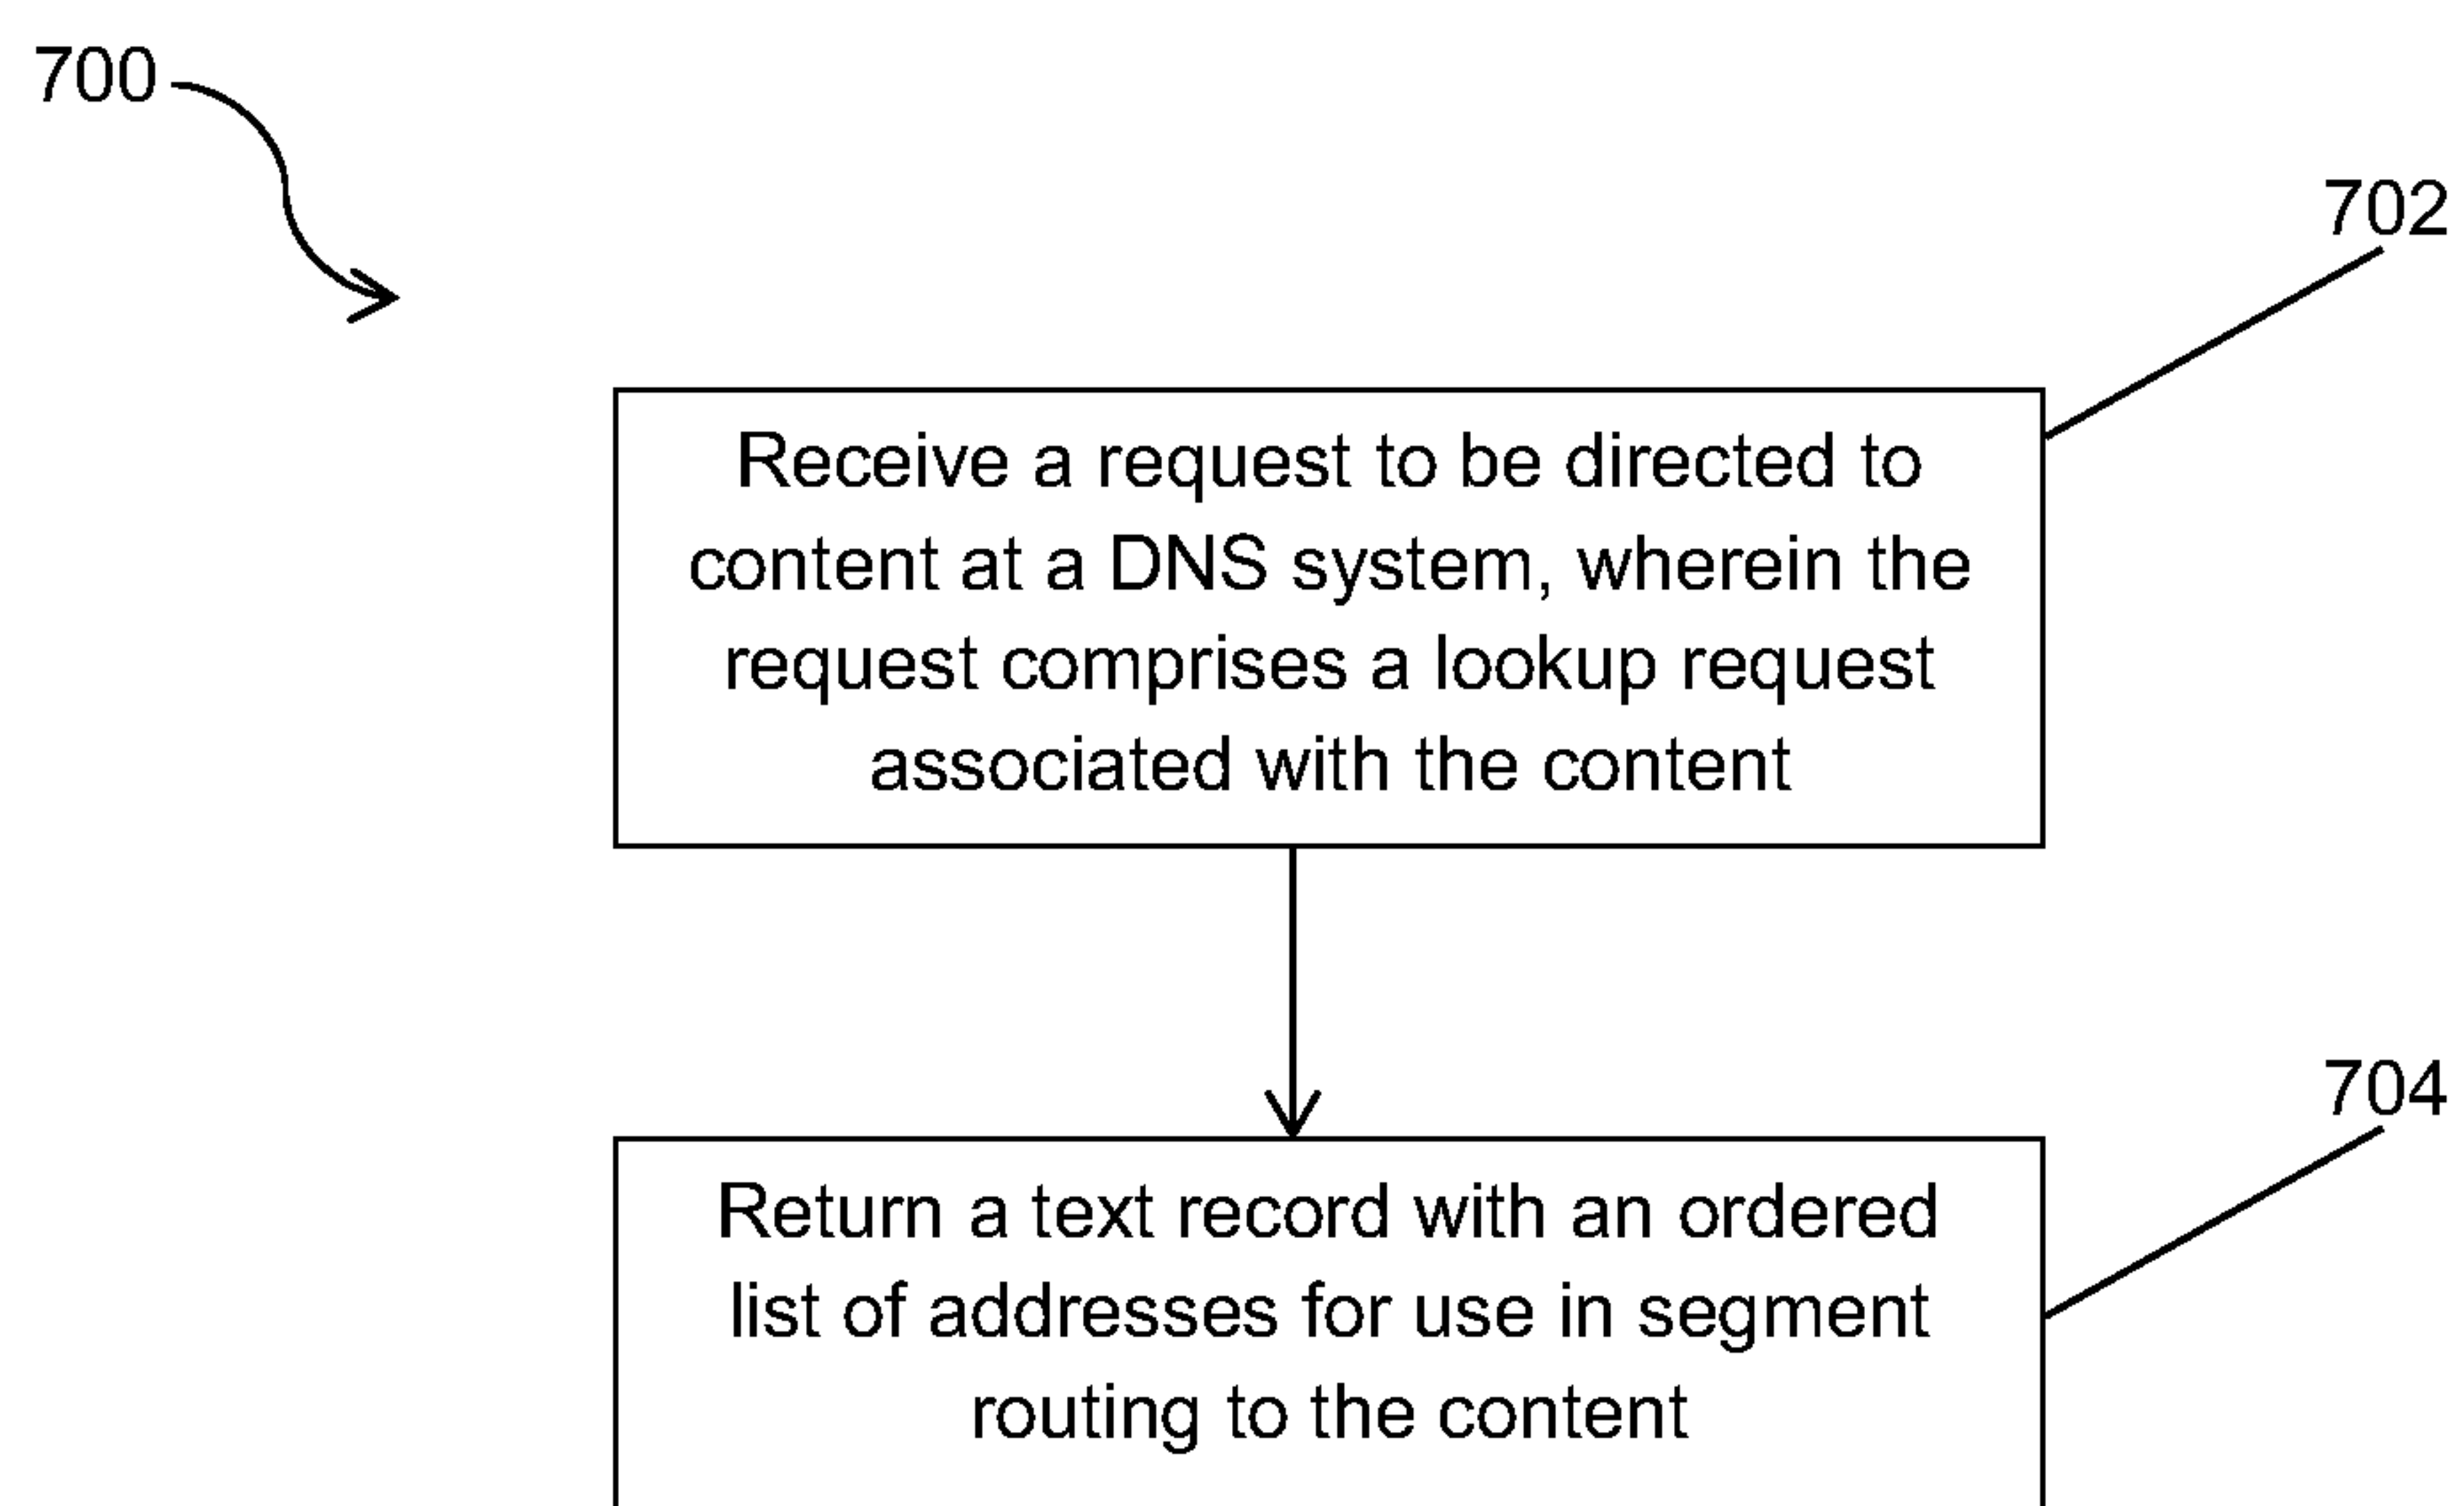 700
702
Receive a request to be directed to
content at a DNS system, wherein the
request comprises a lookup request
associated with the content
704
Return a text record with an ordered
list of addresses for use in segment
routing to the content